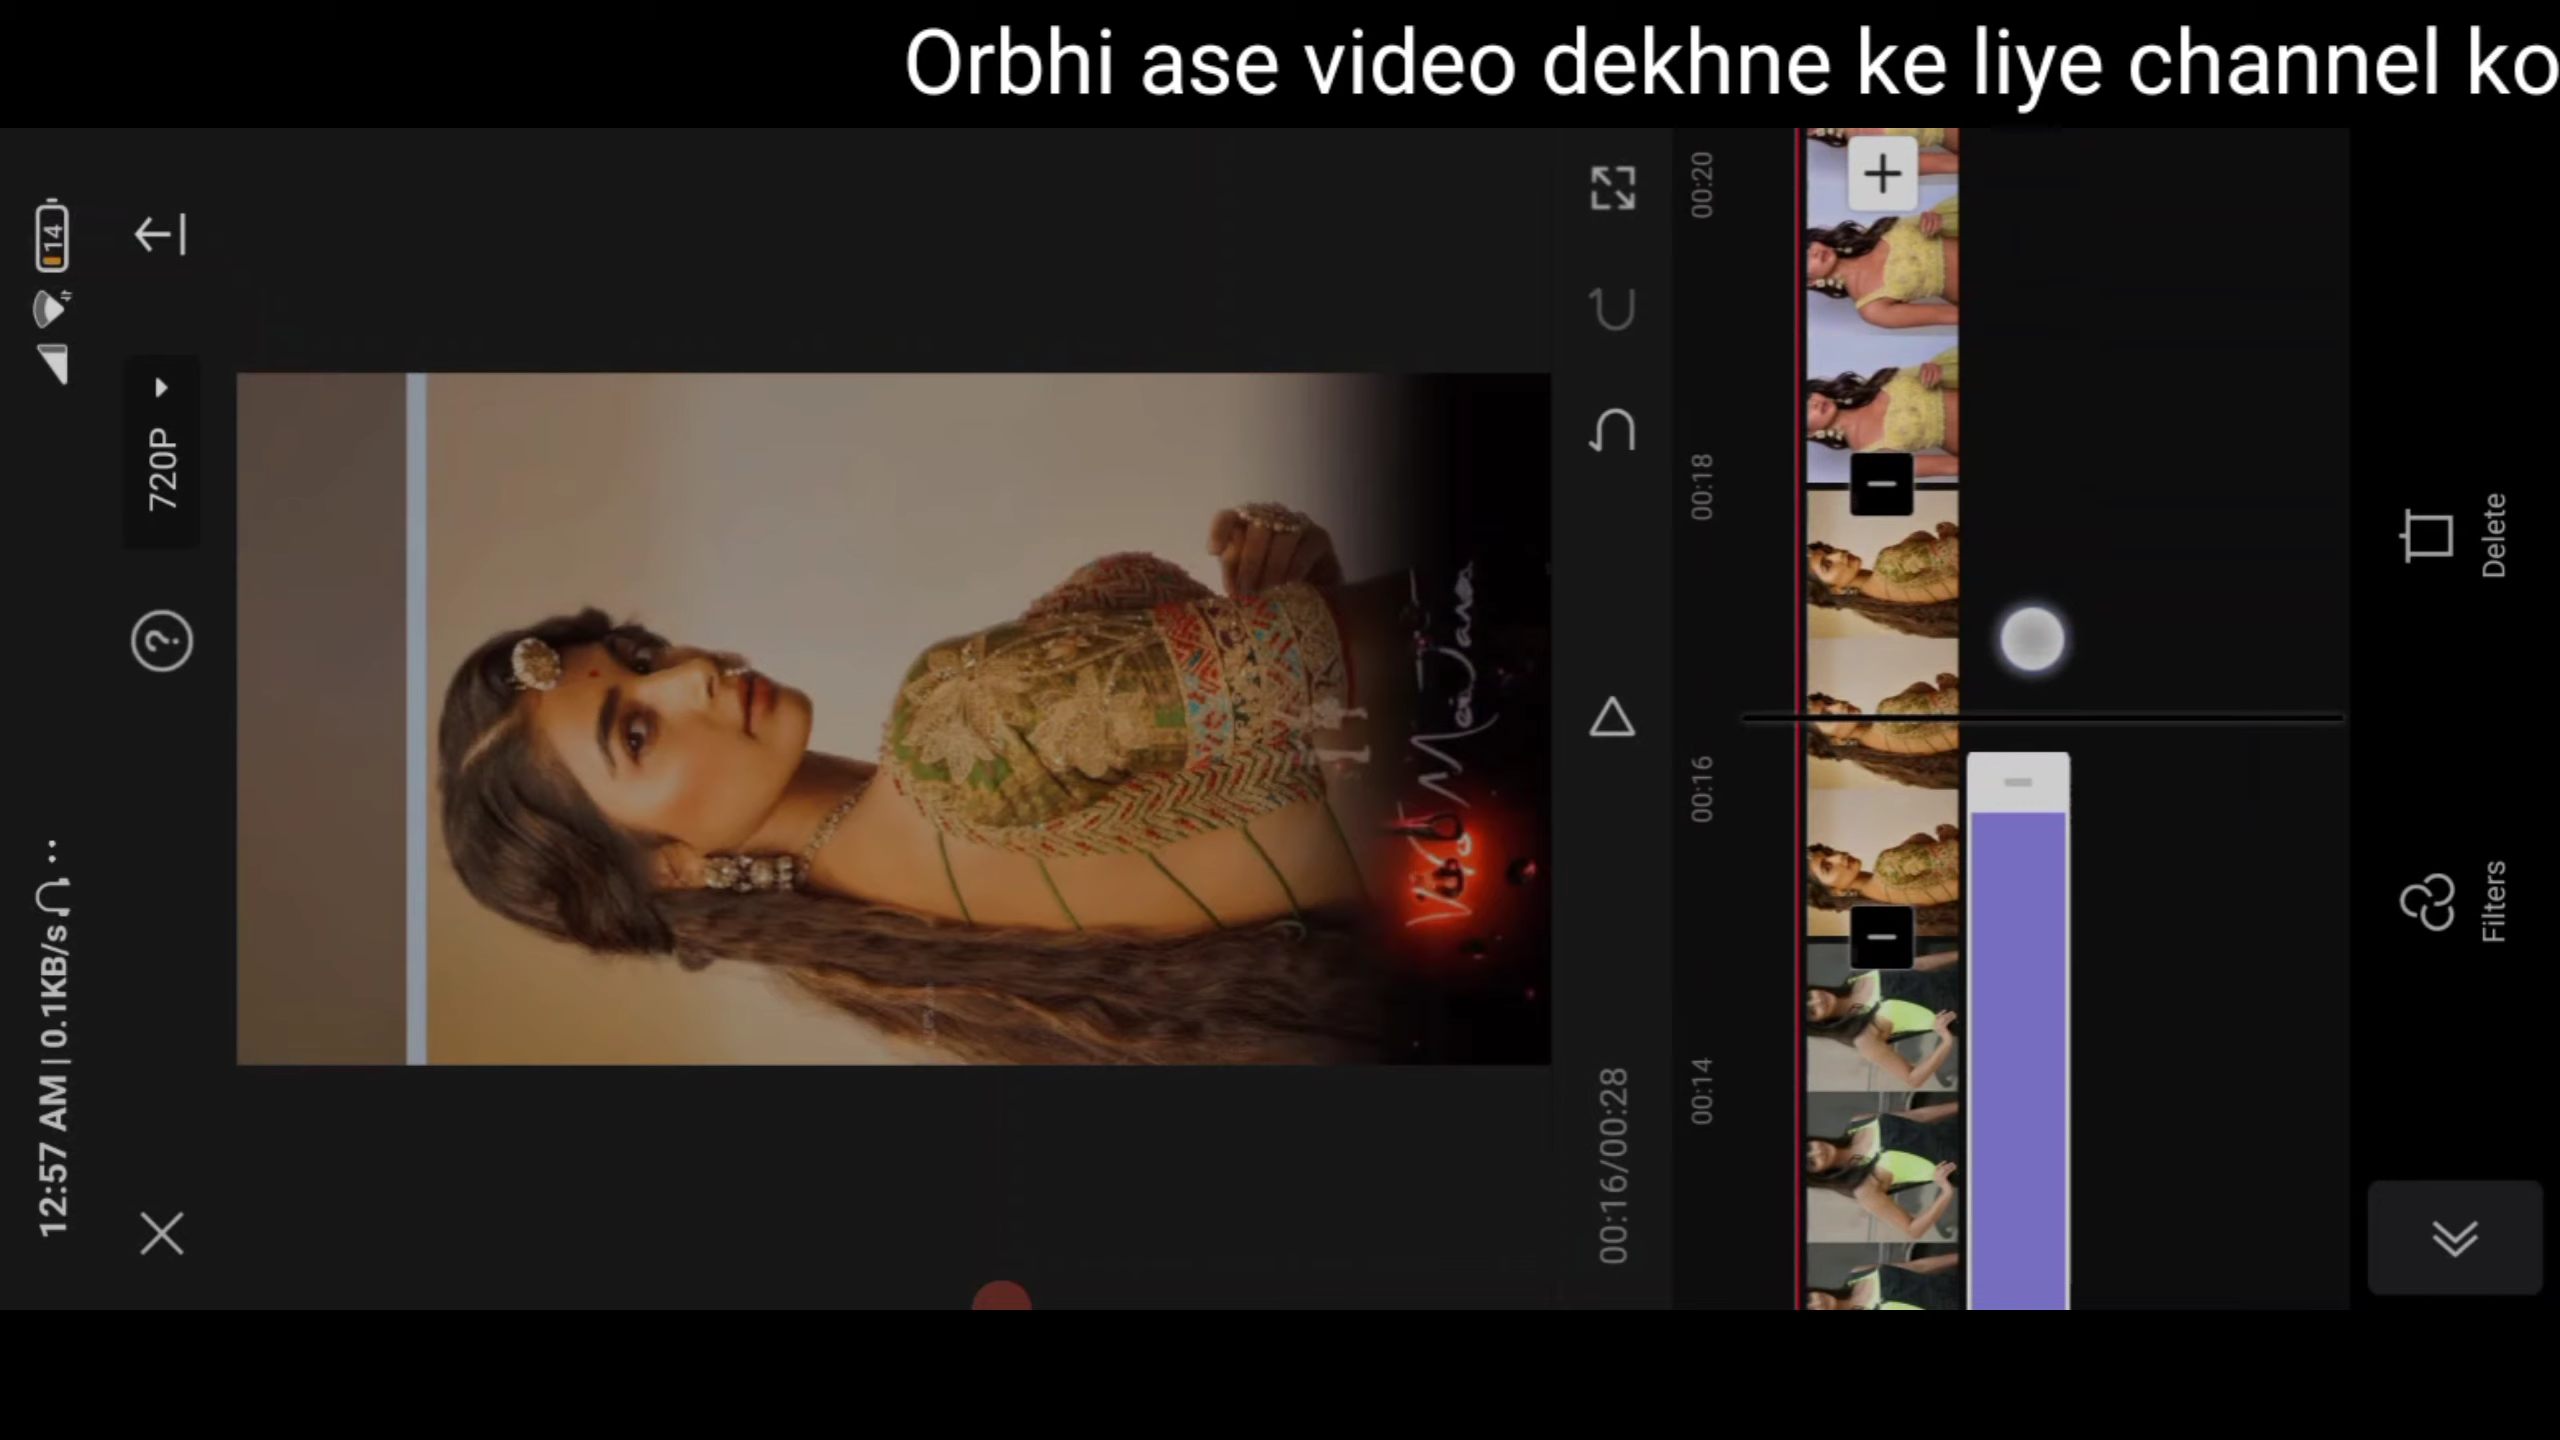 Orbhi ase video dekhne ke liye channel ko
12:57 AM | 0.1KB/s
14
720P
00:16/00:28
00:14
00:16
00:18
00:20
Filters
Delete